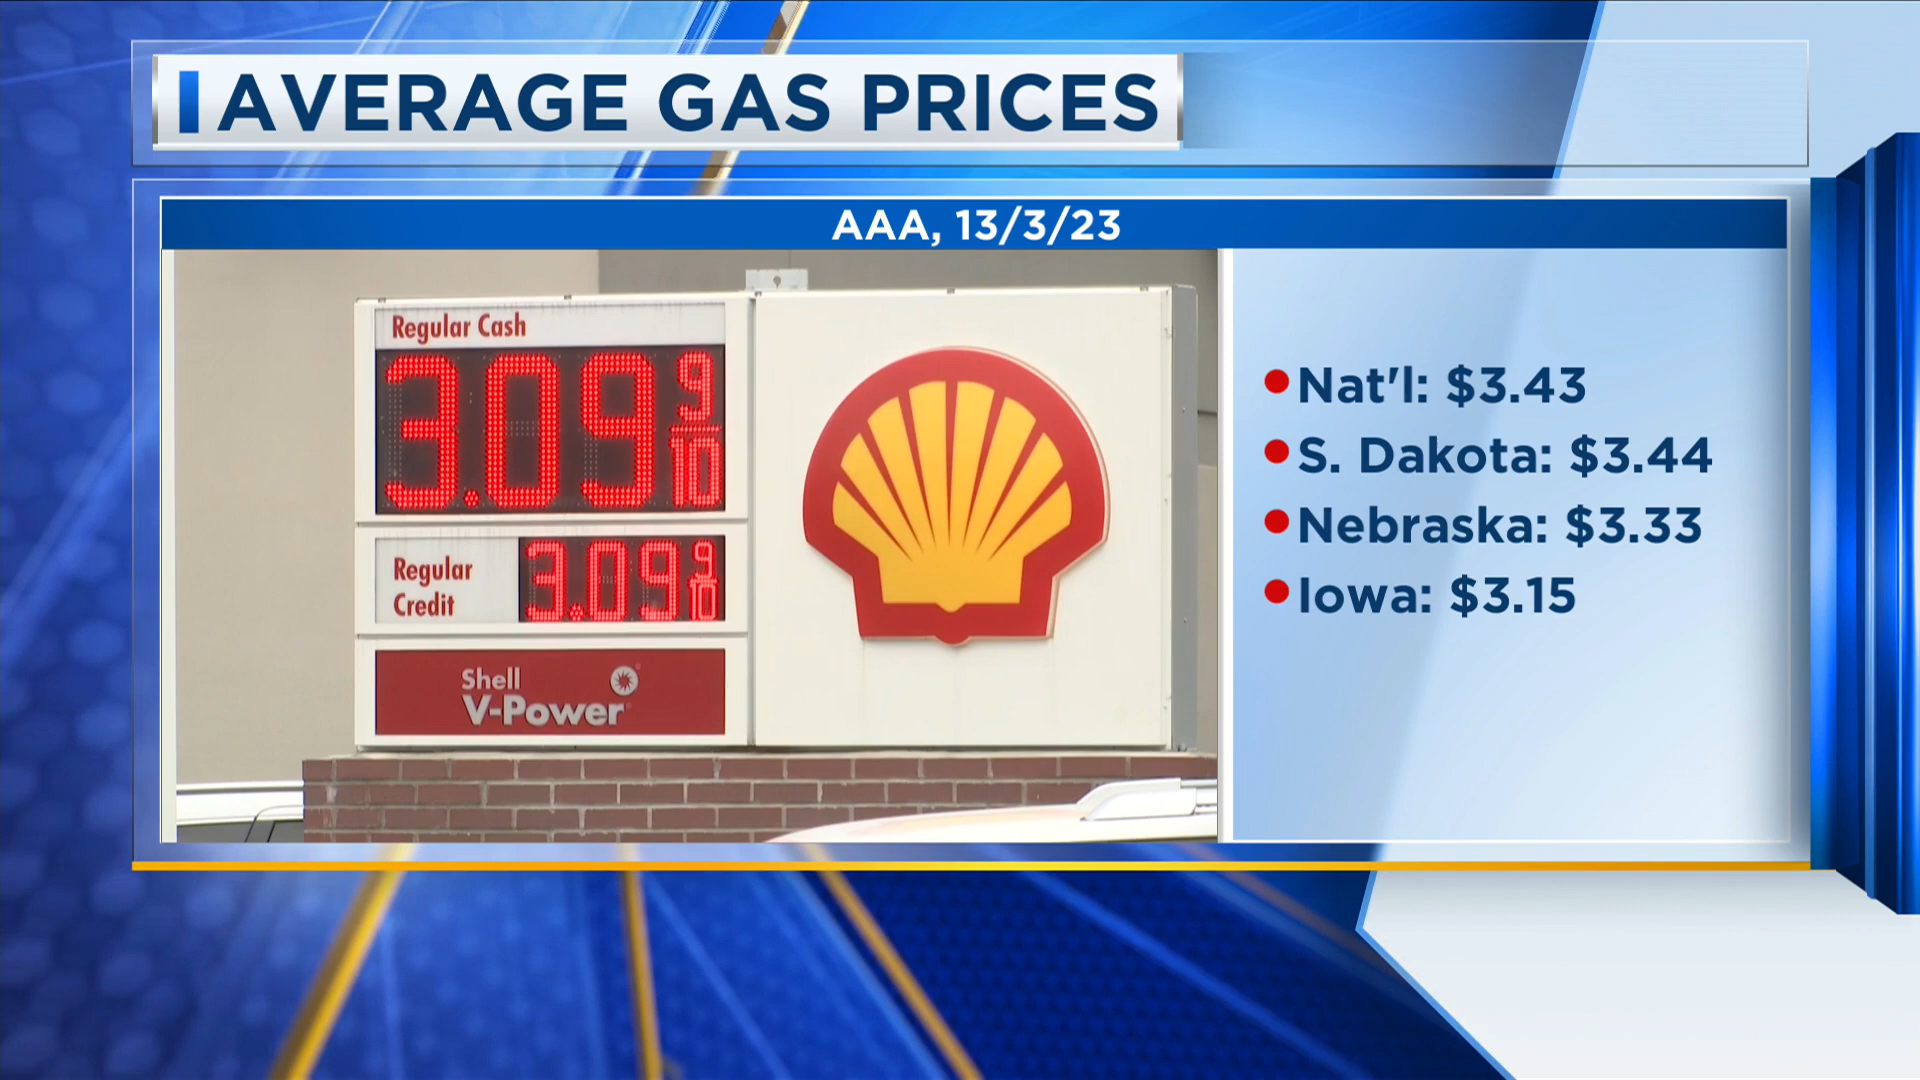 AVERAGE GAS PRICES
AAA, 13/3/23
Regular Cash
3.09 9/10
Regular
Credit
3.09 9/10
Shell
V-Power
Nat'l: $3.43
S. Dakota: $3.44
Nebraska: $3.33
Iowa: $3.15